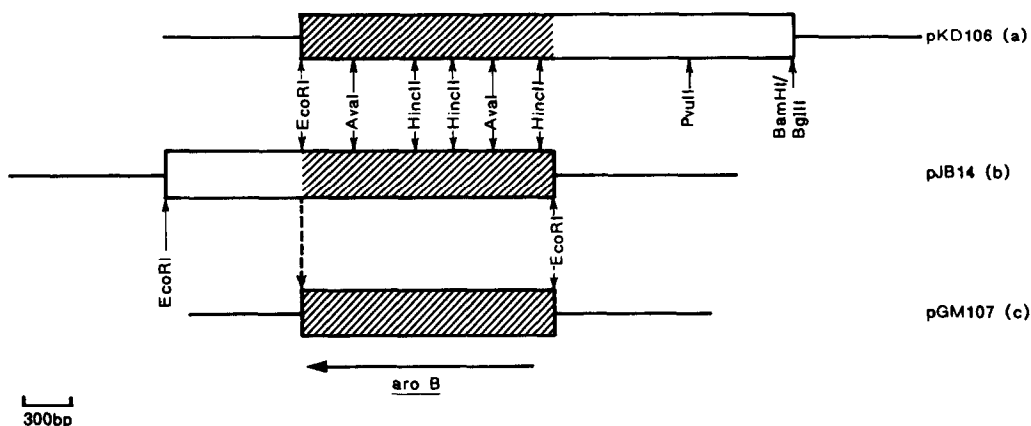 pKD106 (a)
EcoRI
AvaI
HincII
HincII
AvaI
HincII
PvuII
BamHI/
BglII
pJB14 (b)
EcoRI
EcoRI
pGM107 (c)
aro B
300bp